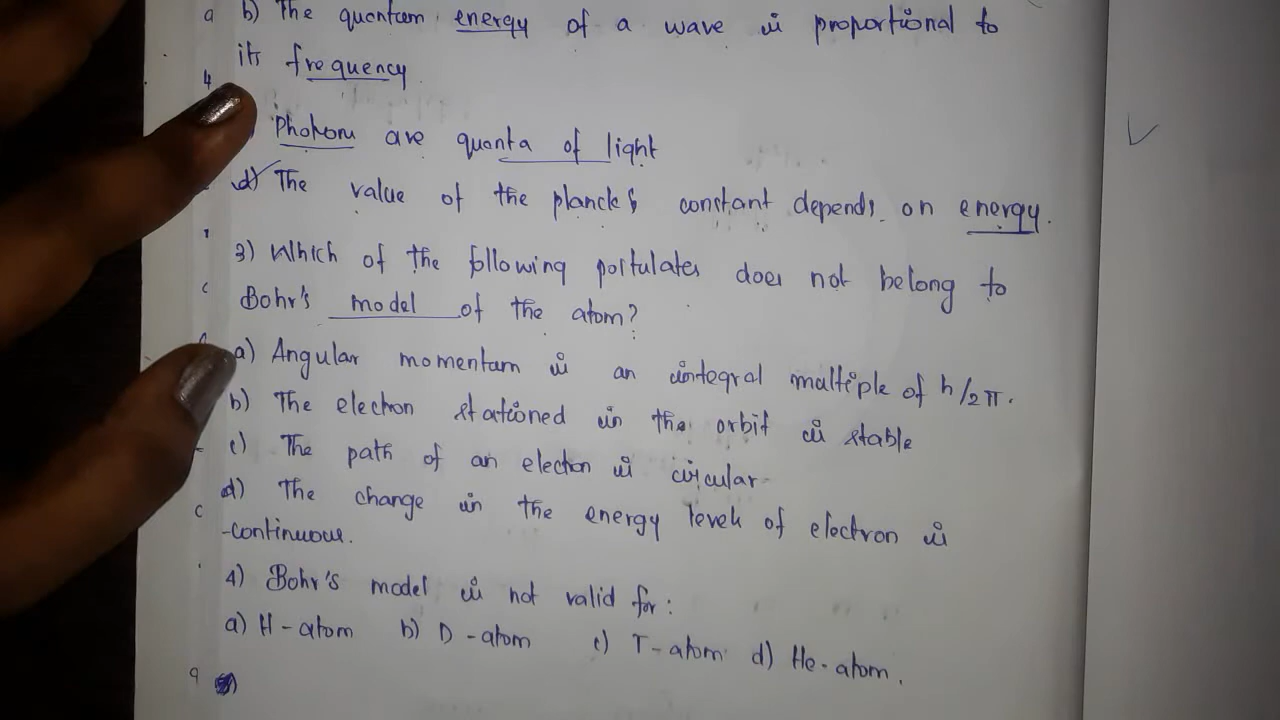 b) The quantum energy of a wave is proportional to
its frequency
Photons are quanta of light
d) The value of the planck's constant depends on energy.
3) Which of the following postulates does not belong to
Bohr's model of the atom?
a) Angular momentum is an integral multiple of h/2π.
b) The electron stationed in the orbit is stable
c) The path of an electron is circular
d) The change in the energy levels of electron is
-continuous.
4) Bohr's model is not valid for:
a) H-atom b) D-atom c) T-atom d) He-atom.